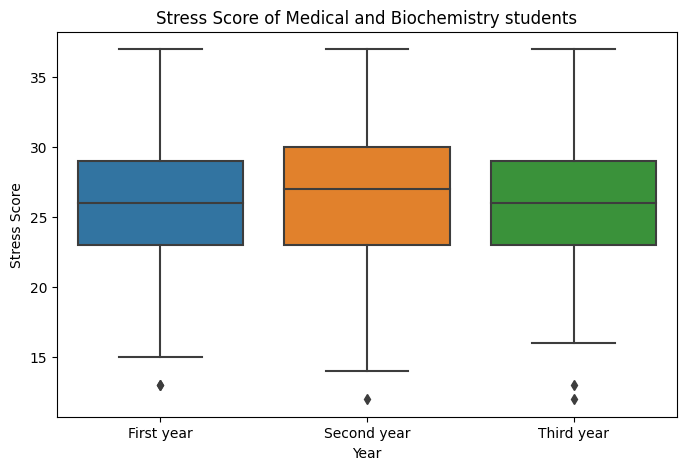 Stress Score of Medical and Biochemistry students
35
30
25
20
15
Stress Score
First year
Second year
Third year
Year